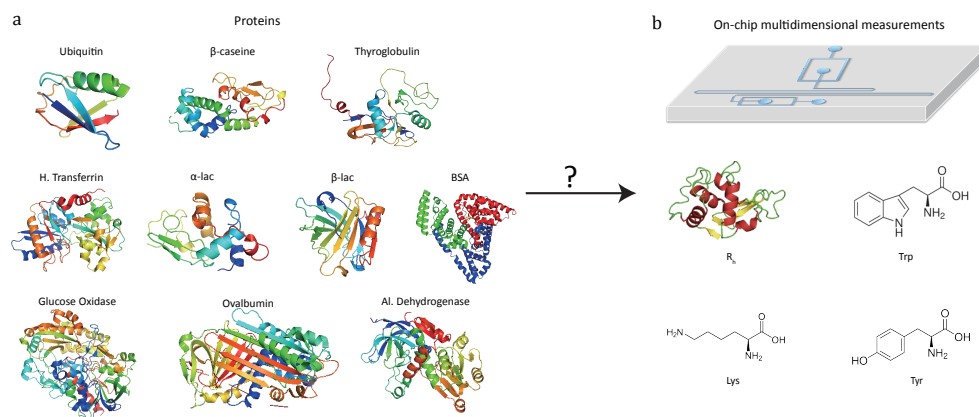 a
Proteins
Ubiquitin
β-caseine
Thyroglobulin
H. Transferrin
α-lac
β-lac
BSA
Glucose Oxidase
Ovalbumin
Al. Dehydrogenase
?
b
On-chip multidimensional measurements
Rh
O
OH
NH2
N
H
Trp
H2N
O
OH
NH2
Lys
O
OH
NH2
HO
Tyr